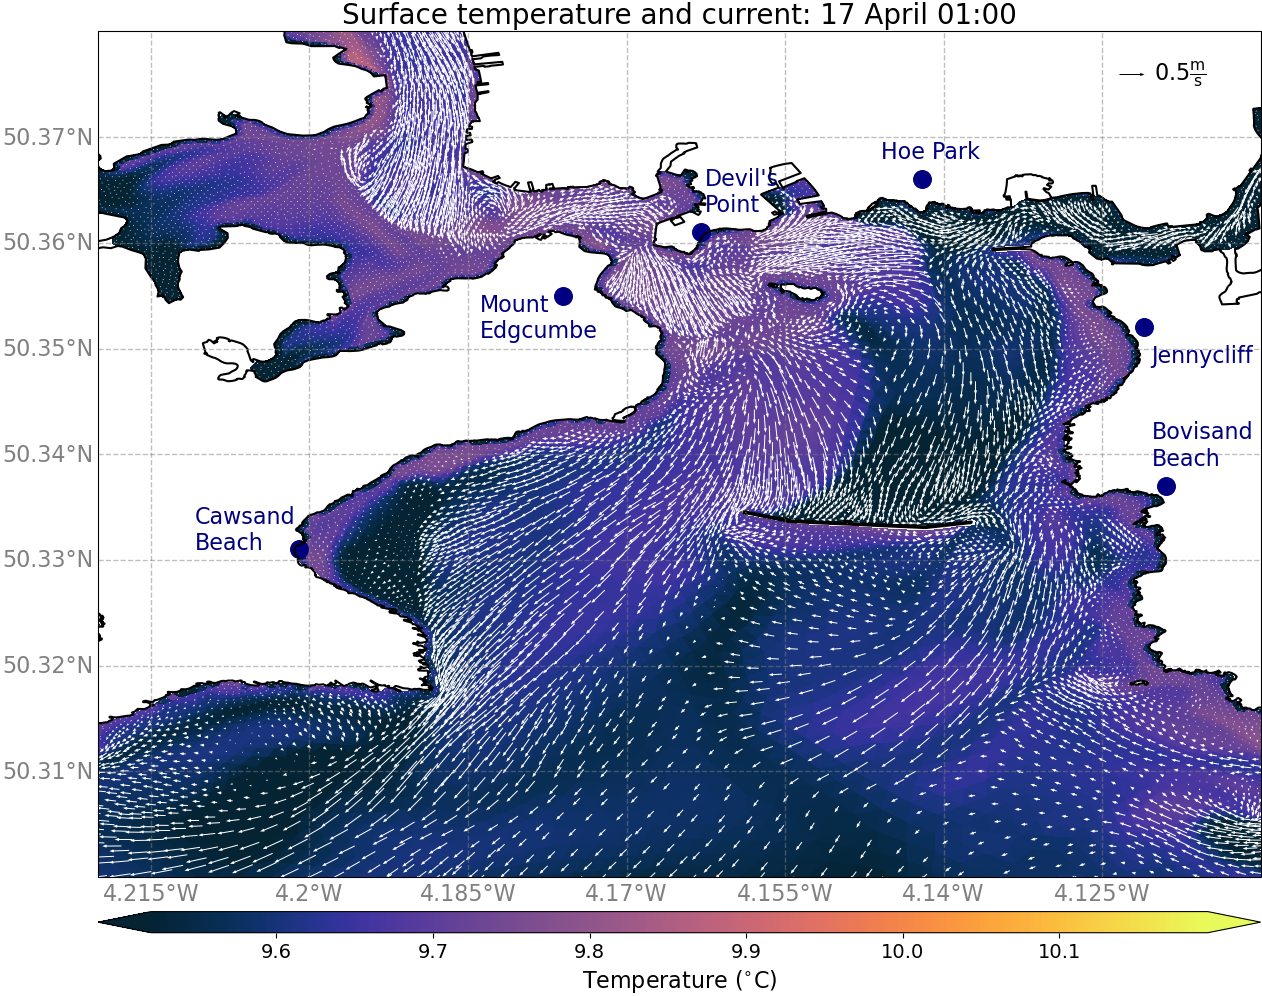 Surface temperature and current: 17 April 01:00
0.5 m/s
50.37°N
50.36°N
50.35°N
50.34°N
50.33°N
50.32°N
50.31°N
Hoe Park
Devil's
Point
Mount
Edgcumbe
Jennycliff
Bovisand
Beach
Cawsand
Beach
4.215°W 4.2°W 4.185°W 4.17°W 4.155°W 4.14°W 4.125°W
9.6 9.7 9.8 9.9 10.0 10.1
Temperature (°C)